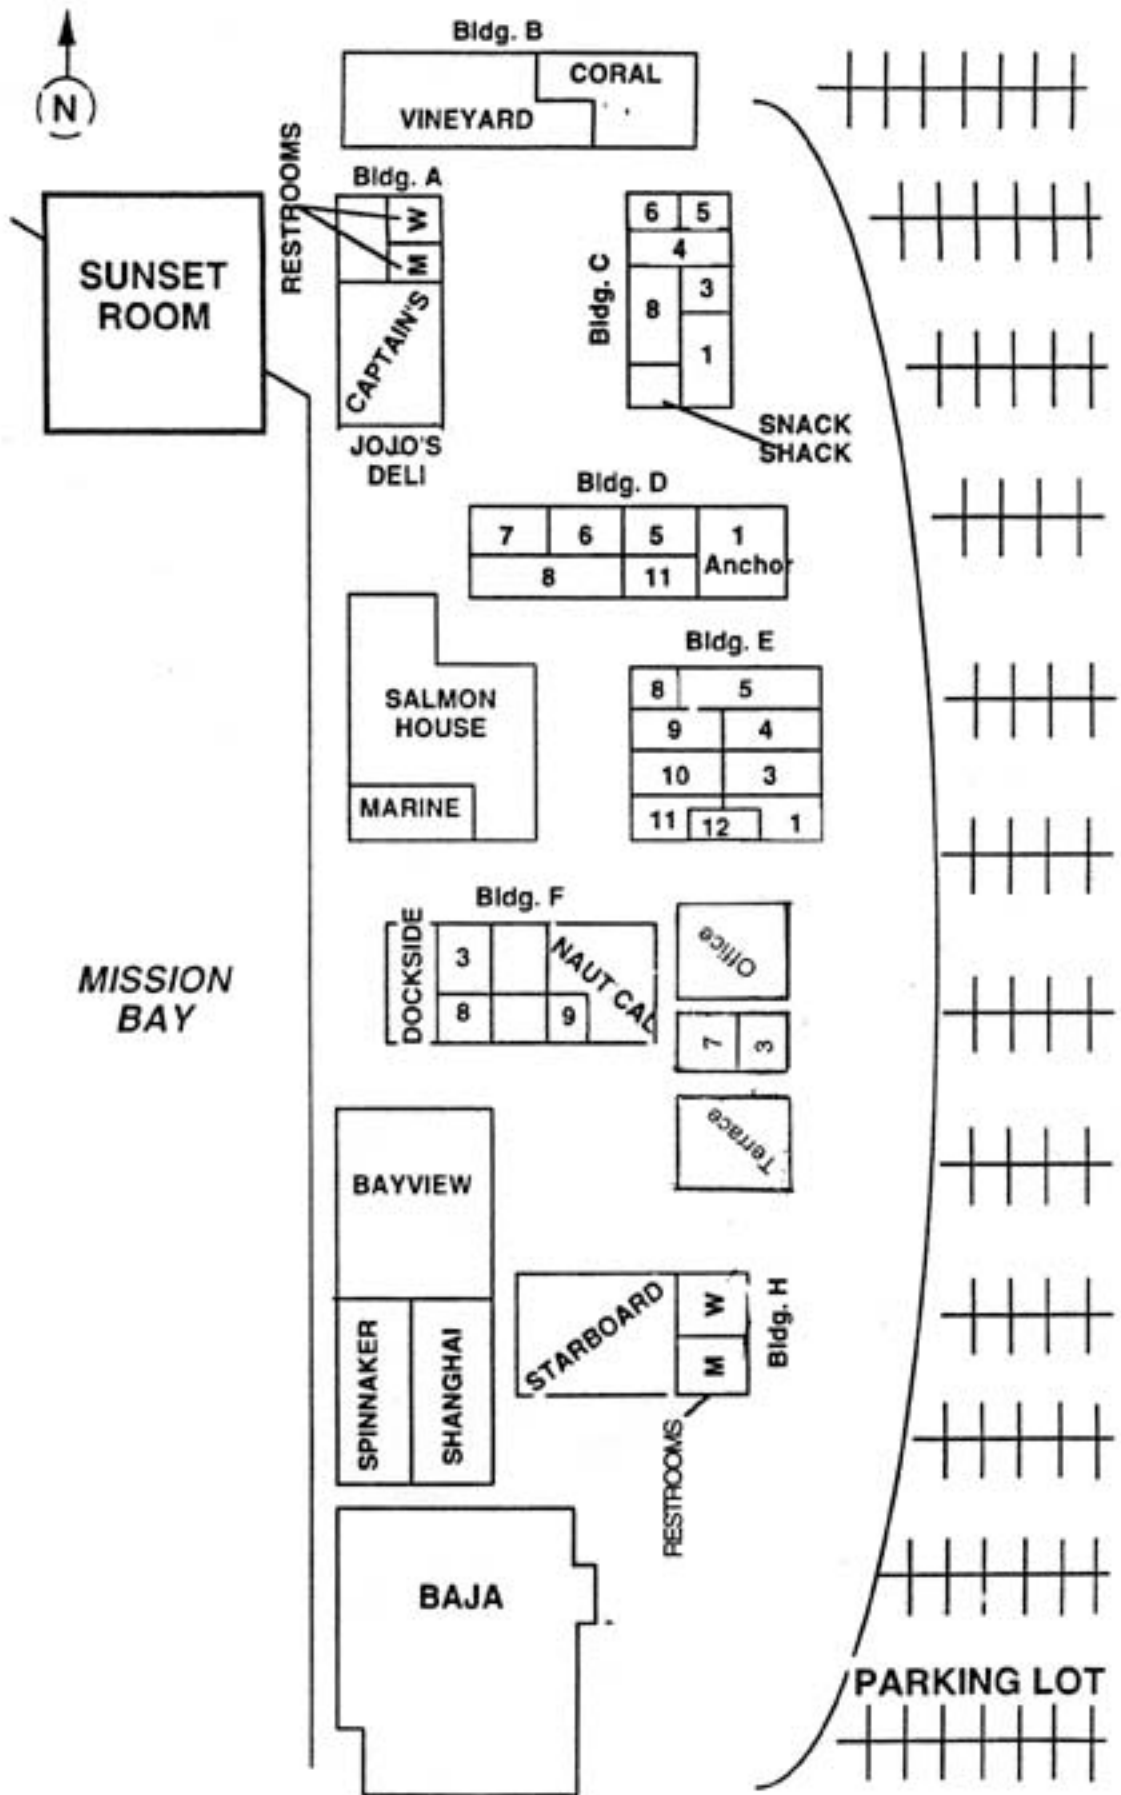 Bldg. B
N
CORAL
VINEYARD
RESTROOMS
Bldg. A
W
M
CAPTAIN'S
JOJO'S
DELI
SUNSET
ROOM
Bldg. C
6 5
4
3
8
1
SNACK
SHACK
Bldg. D
7 6 5 1
Anchor
8 11
SALMON
HOUSE
MARINE
Bldg. E
8 5
9 4
10 3
11 12 1
Bldg. F
DOCKSIDE
3
8
9
NAUT CAL
Office
7 3
Terrace
MISSION
BAY
BAYVIEW
SPINNAKER
SHANGHAI
STARBOARD
W
M
Bldg. H
RESTROOMS
BAJA
PARKING LOT